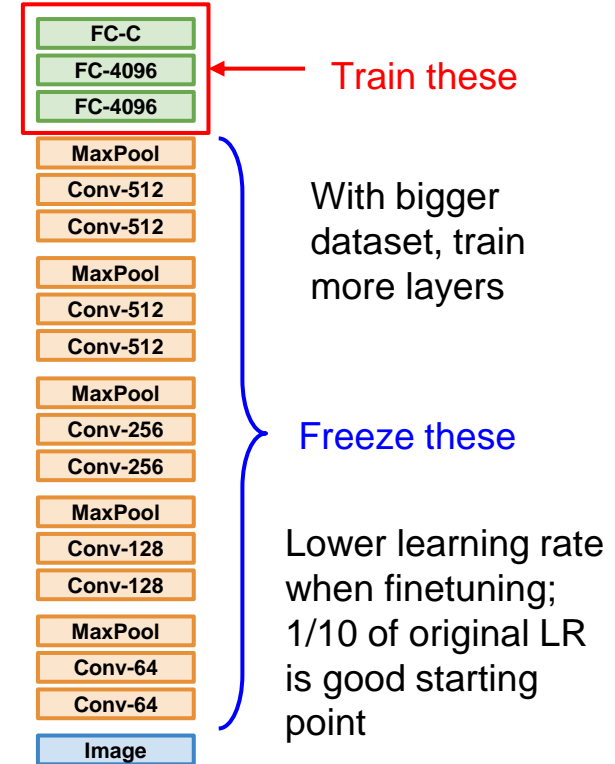 FC-C
FC-4096
FC-4096
Train these
MaxPool
Conv-512
Conv-512
With bigger
dataset, train
more layers
MaxPool
Conv-512
Conv-512
MaxPool
Conv-256
Conv-256
Freeze these
MaxPool
Conv-128
Conv-128
Lower learning rate
when finetuning;
1/10 of original LR
is good starting
point
MaxPool
Conv-64
Conv-64
Image